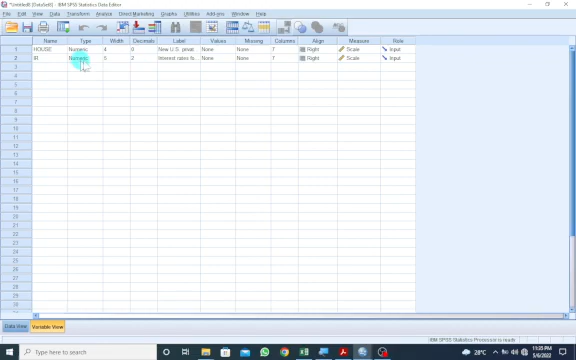 *Untitled8 [DataSet8] - IBM SPSS Statistics Data Editor
File Edit View Data Transform Analyze Direct Marketing Graphs Utilities Add-ons Window Help
Name Type Width Decimals Label Values Missing Columns Align Measure Role
1 HOUSE Numeric 4 0 New U.S. privat... None None 7 Right Scale Input
2 IR Numeric 5 2 Interest rates fo... None None 7 Right Scale Input
3
4
5
6
7
8
9
10
11
12
13
14
15
16
17
18
19
20
21
22
23
24
25
26
27
28
29
30
Data View Variable View
IBM SPSS Statistics Processor is ready
Type here to search
28°C
11:25 PM
5/6/2022